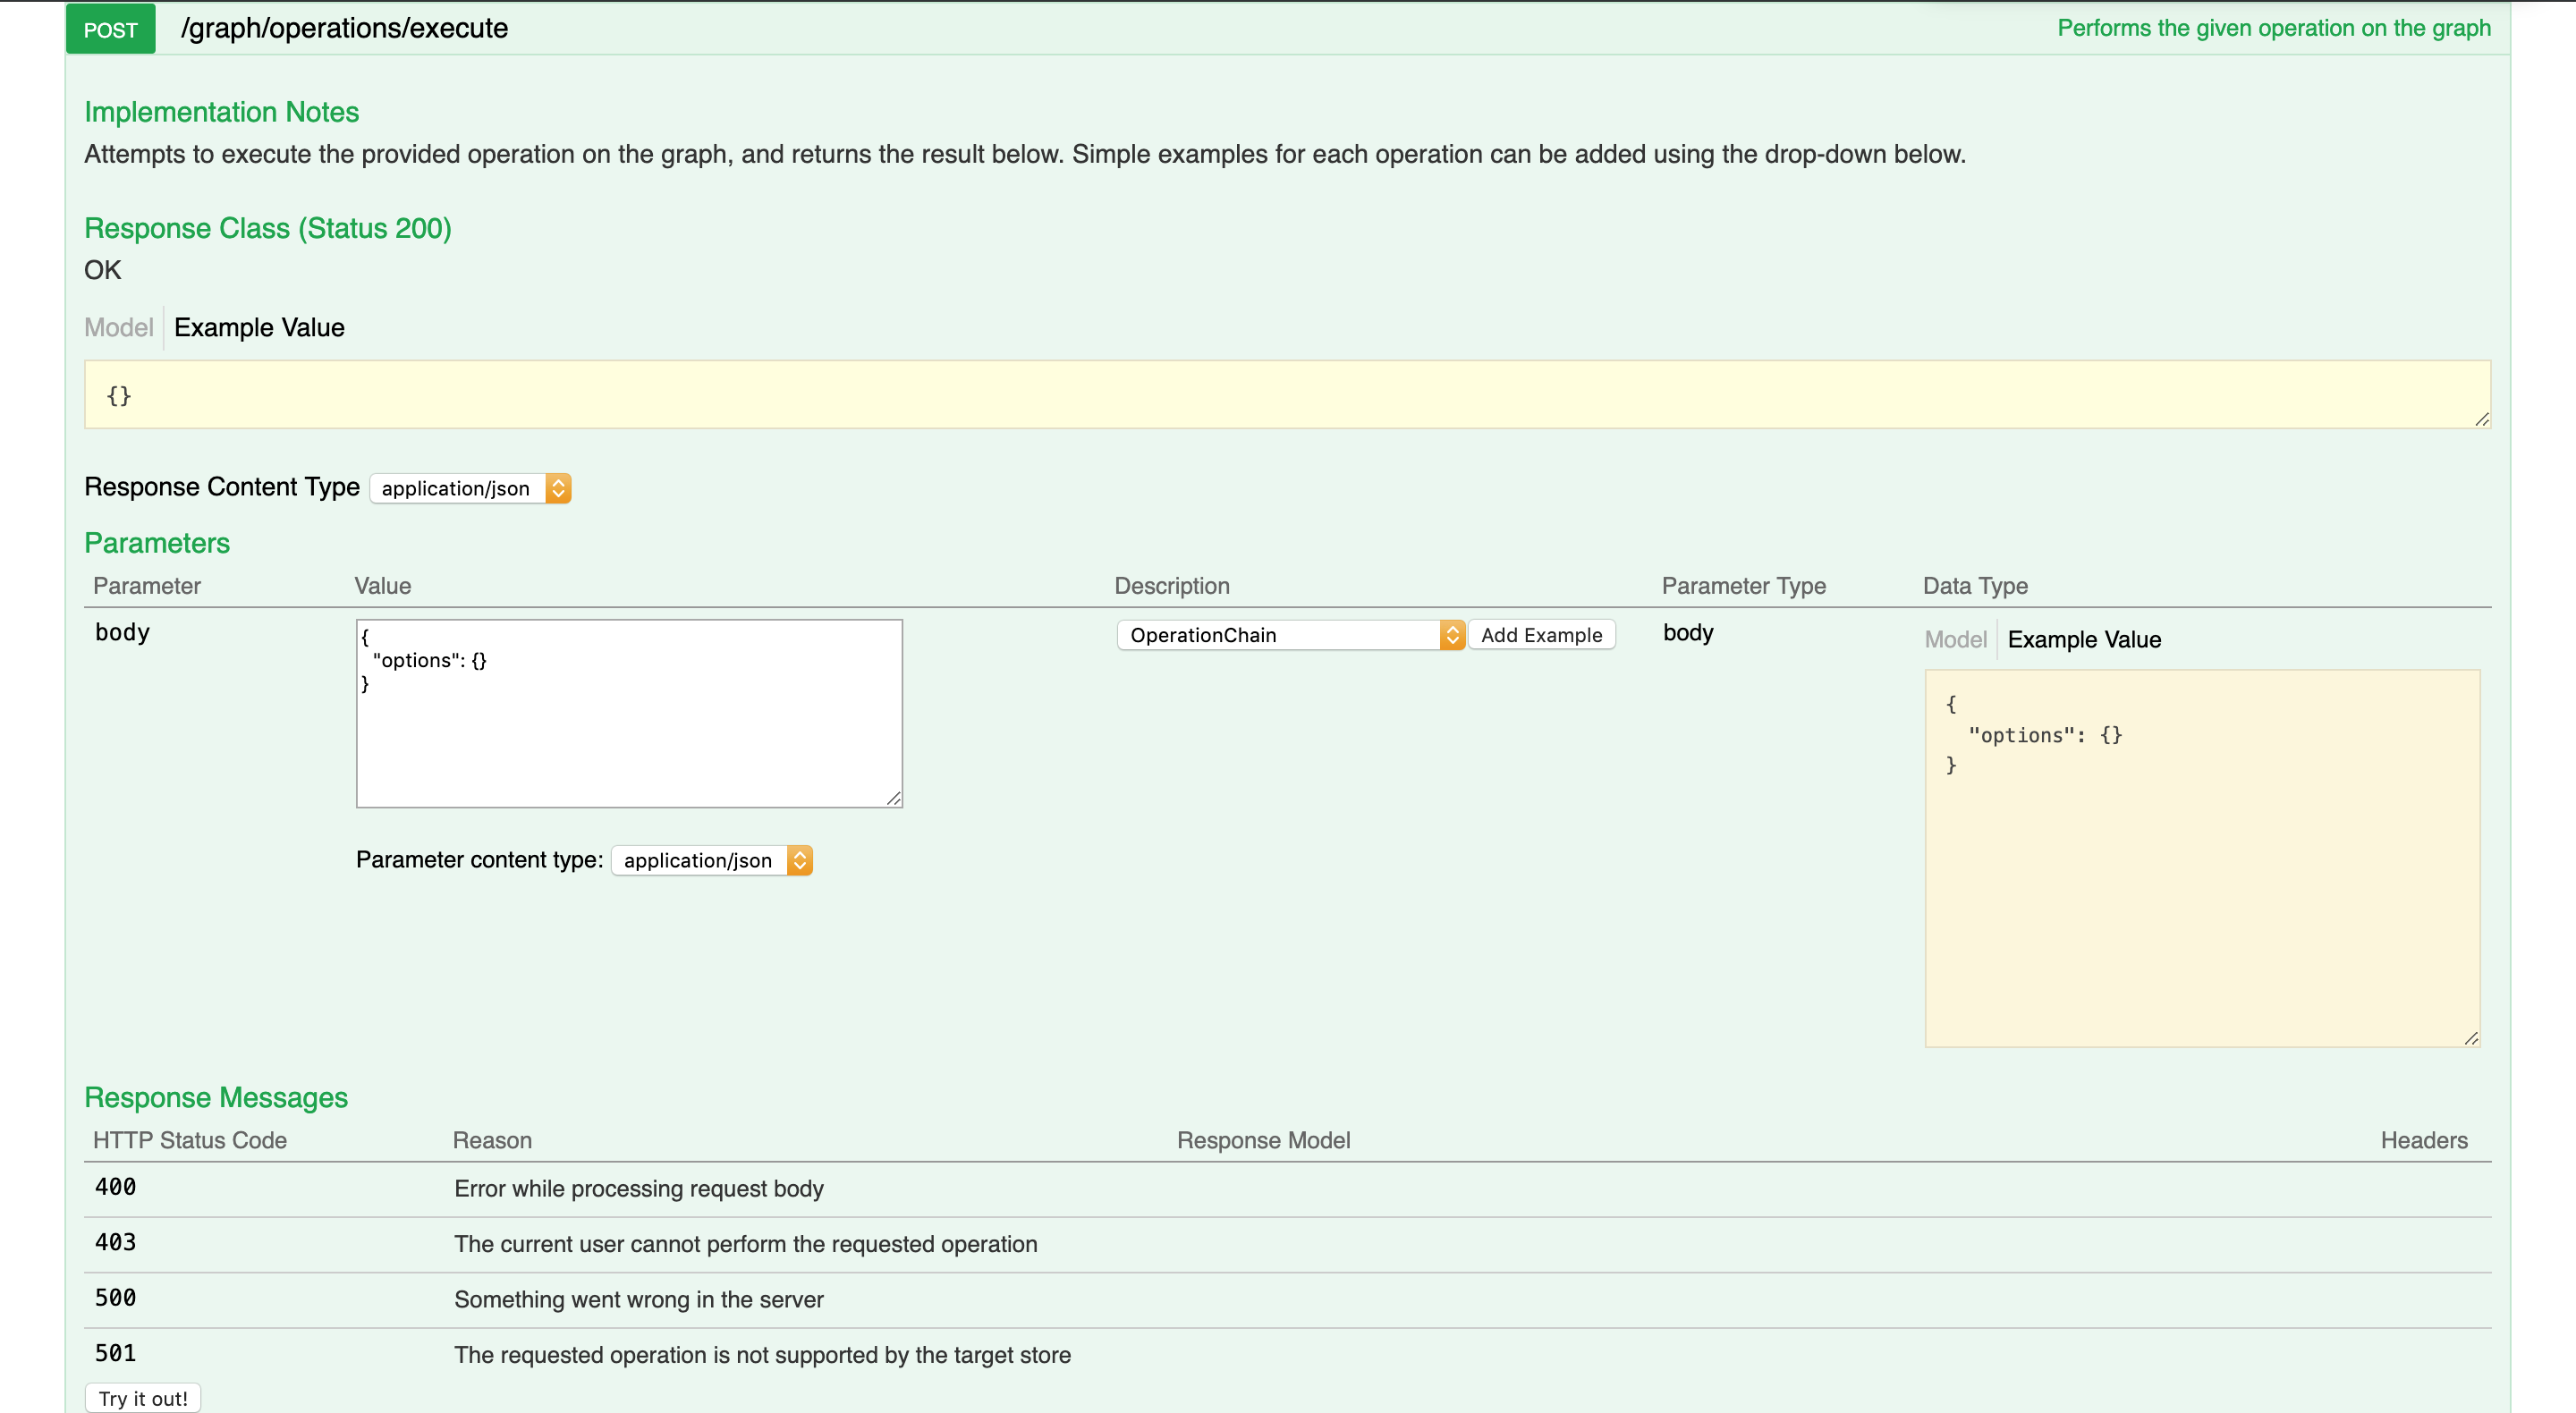 POST /graph/operations/execute Performs the given operation on the graph
Implementation Notes
Attempts to execute the provided operation on the graph, and returns the result below. Simple examples for each operation can be added using the drop-down below.
Response Class (Status 200)
OK
Model Example Value
{}
Response Content Type application/json
Parameters
Parameter Value Description Parameter Type Data Type
body
{
"options": {}
}
Parameter content type: application/json
OperationChain Add Example
body
Model Example Value
{
"options": {}
}
Response Messages
HTTP Status Code Reason Response Model Headers
400 Error while processing request body
403 The current user cannot perform the requested operation
500 Something went wrong in the server
501 The requested operation is not supported by the target store
Try it out!